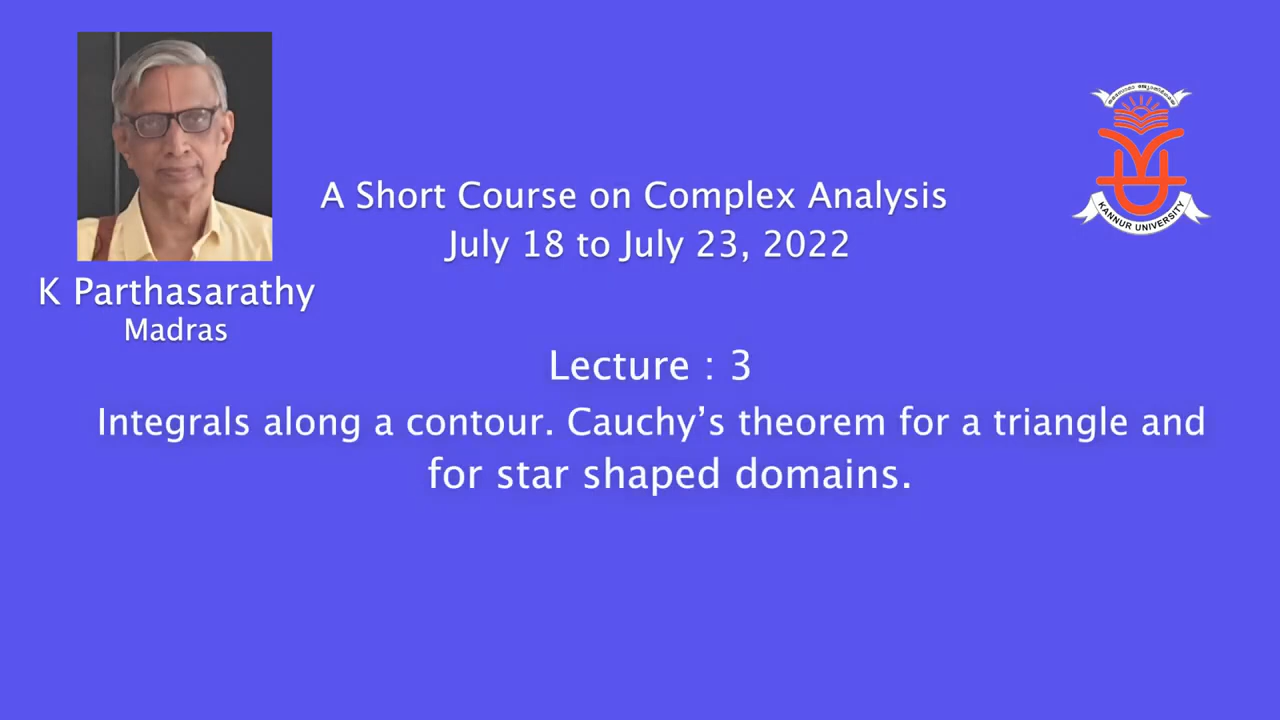 A Short Course on Complex Analysis
July 18 to July 23, 2022
KANNUR UNIVERSITY
K Parthasarathy
Madras
Lecture : 3
Integrals along a contour. Cauchy’s theorem for a triangle and
for star shaped domains.